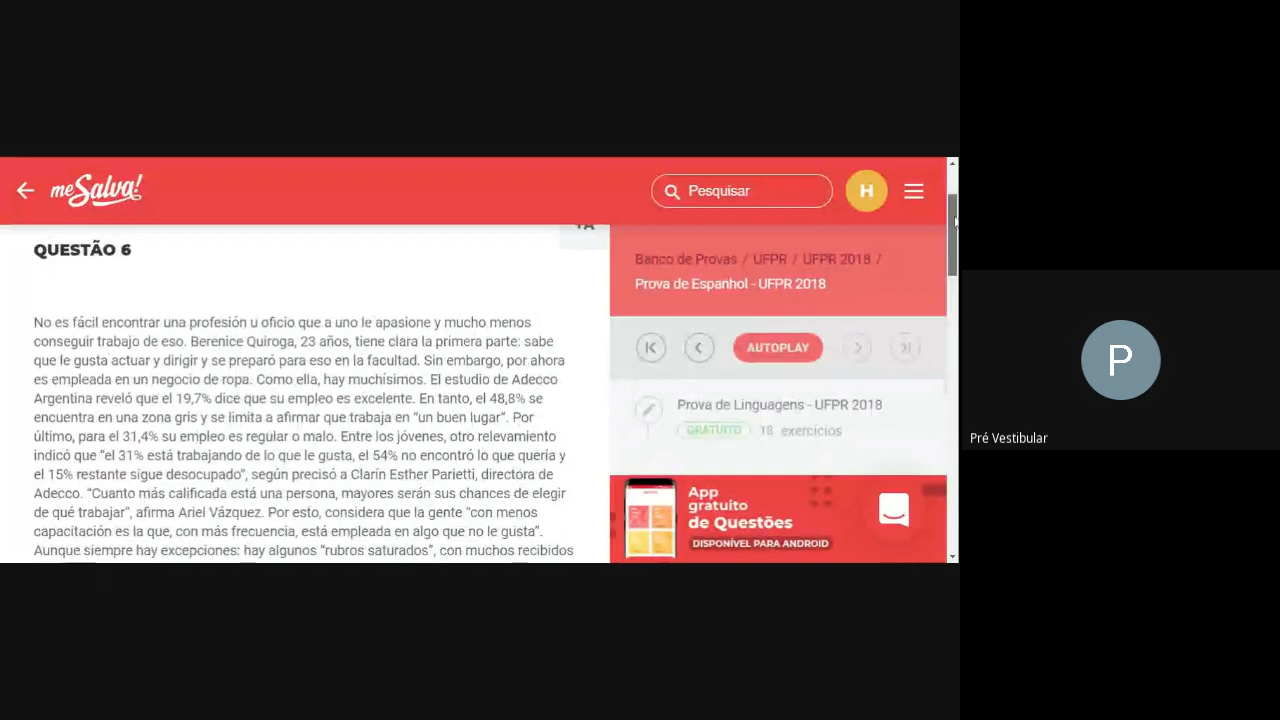 meSalva!
Pesquisar
H
QUESTÃO 6
No es fácil encontrar una profesión u oficio que a uno le apasione y mucho menos
conseguir trabajo de eso. Berenice Quiroga, 23 años, tiene clara la primera parte: sabe
que le gusta actuar y dirigir y se preparó para eso en la facultad. Sin embargo, por ahora
es empleada en un negocio de ropa. Como ella, hay muchísimos. El estudio de Adecco
Argentina reveló que el 19,7% dice que su empleo es excelente. En tanto, el 48,8% se
encuentra en una zona gris y se limita a afirmar que trabaja en “un buen lugar”. Por
último, para el 31,4% su empleo es regular o malo. Entre los jóvenes, otro relevamiento
indicó que “el 31% está trabajando de lo que le gusta, el 54% no encontró lo que quería y
el 15% restante sigue desocupado”, según precisó a Clarín Esther Parietti, directora de
Adecco. “Cuanto más calificada está una persona, mayores serán sus chances de elegir
de qué trabajar”, afirma Ariel Vázquez. Por esto, considera que la gente “con menos
capacitación es la que, con más frecuencia, está empleada en algo que no le gusta”.
Aunque siempre hay excepciones: hay algunos “rubros saturados”, con muchos recibidos
Banco de Provas / UFPR / UFPR 2018 /
Prova de Espanhol - UFPR 2018
AUTOPLAY
Prova de Linguagens - UFPR 2018
GRATUITO 18 exercícios
App
gratuito
de Questões
DISPONÍVEL PARA ANDROID
P
Pré Vestibular